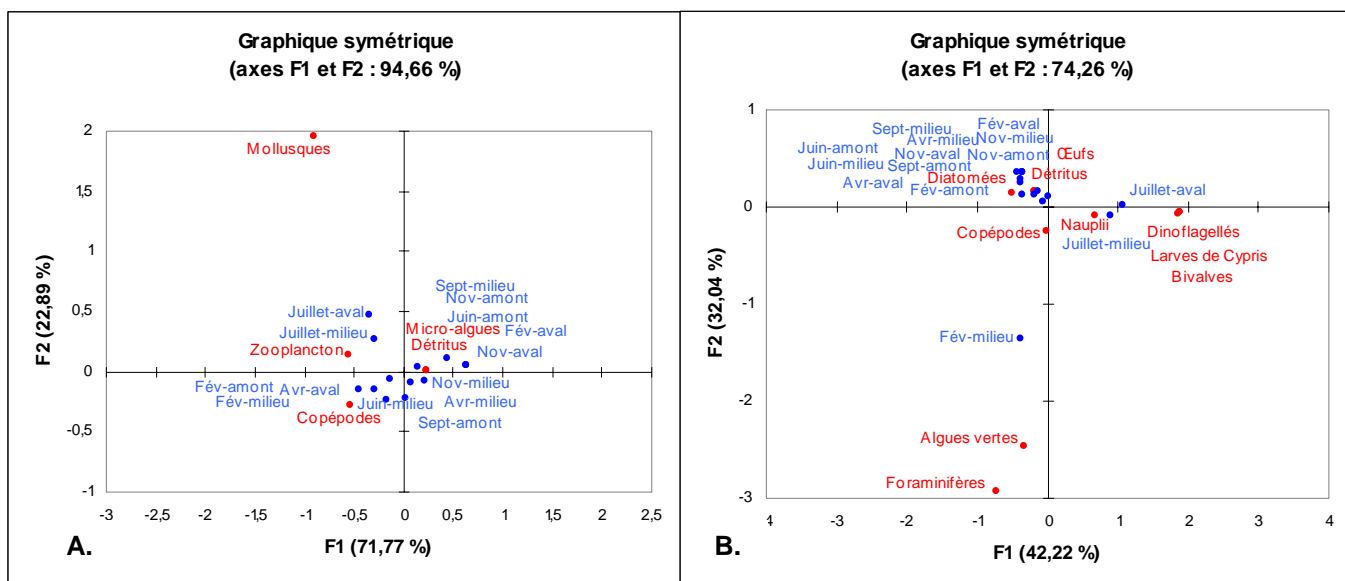 Graphique symétrique
(axes F1 et F2 : 94,66 %)
2
Mollusques
1,5
1
Sept-milieu
Nov-amont
0,5
Juillet-aval
Juin-amont
Juillet-milieu
Micro-algues
Fév-aval
Zooplancton
Détritus
Nov-aval
0
Fév-amont
Avr-aval
Nov-milieu
Fév-milieu
Juin-milieu
Avr-milieu
Copépodes
Sept-amont
-0,5
-1
F2 (22,89 %)
-3 -2,5 -2 -1,5 -1 -0,5 0 0,5 1 1,5 2 2,5
A.
F1 (71,77 %)
Graphique symétrique
(axes F1 et F2 : 74,26 %)
1
Sept-milieu
Fév-aval
Avr-milieu
Nov-milieu
Juin-amont
Nov-aval
Nov-amont
Œufs
Juin-milieu
Sept-amont
Détritus
Avr-aval
Diatomées
Fév-amont
Juillet-aval
0
Copépodes
Nauplii
Dinoflagellés
Juillet-milieu
Larves de Cypris
Bivalves
-1
Fév-milieu
-2
Algues vertes
Foraminifères
-3
F2 (32,04 %)
4 -3 -2 -1 0 1 2 3 4
B.
F1 (42,22 %)